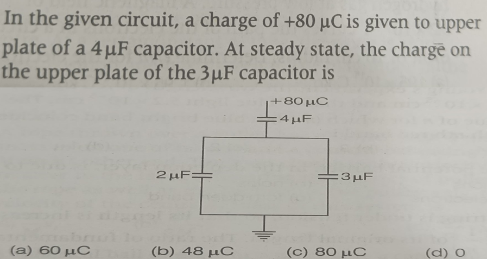 In the given circuit, a charge of +80 μC is given to upper
plate of a 4 μF capacitor. At steady state, the charge on
the upper plate of the 3μF capacitor is
+80 μC
4 μF
2 μF
3 μF
(a) 60 μC (b) 48 μC (c) 80 μC (d) 0